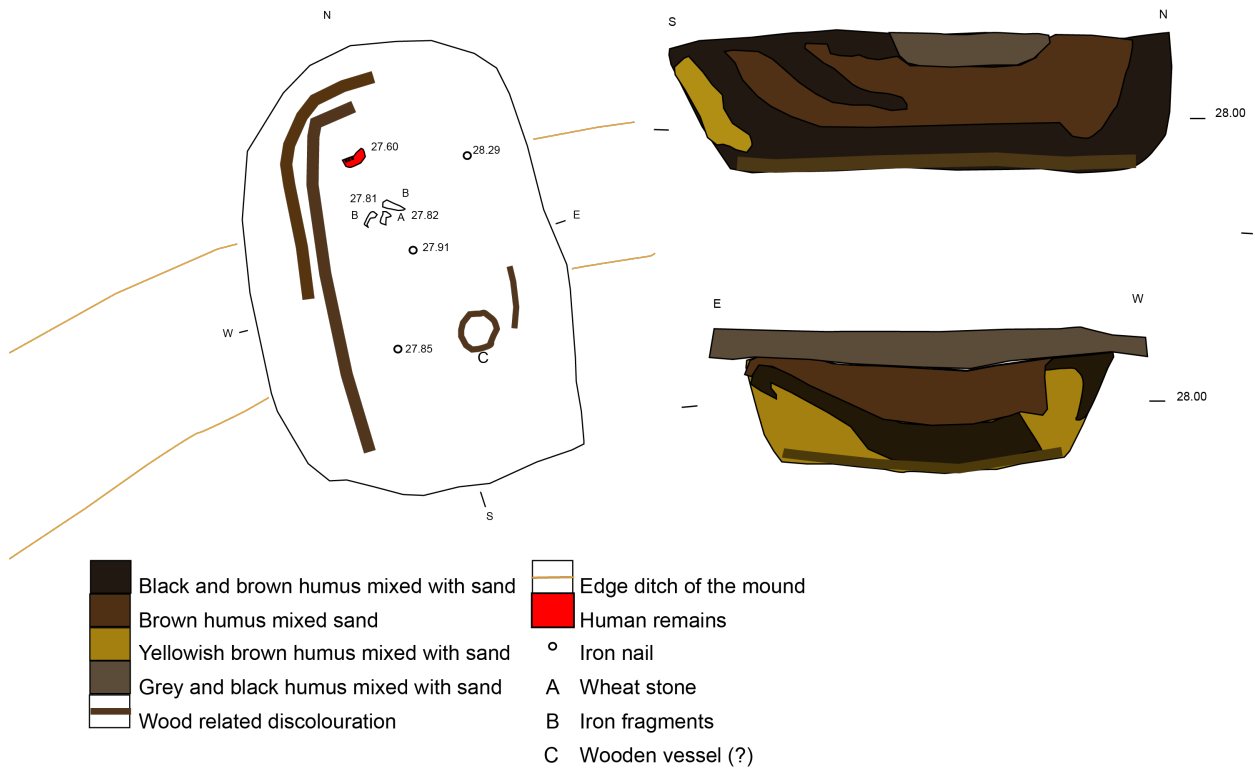 N
S
N
27.60
28.29
28.00
27.81
B
B
A
27.82
E
27.91
W
27.85
C
S
E
W
28.00
Black and brown humus mixed with sand
Brown humus mixed sand
Yellowish brown humus mixed with sand
Grey and black humus mixed with sand
Wood related discolouration
Edge ditch of the mound
Human remains
Iron nail
A Wheat stone
B Iron fragments
C Wooden vessel (?)